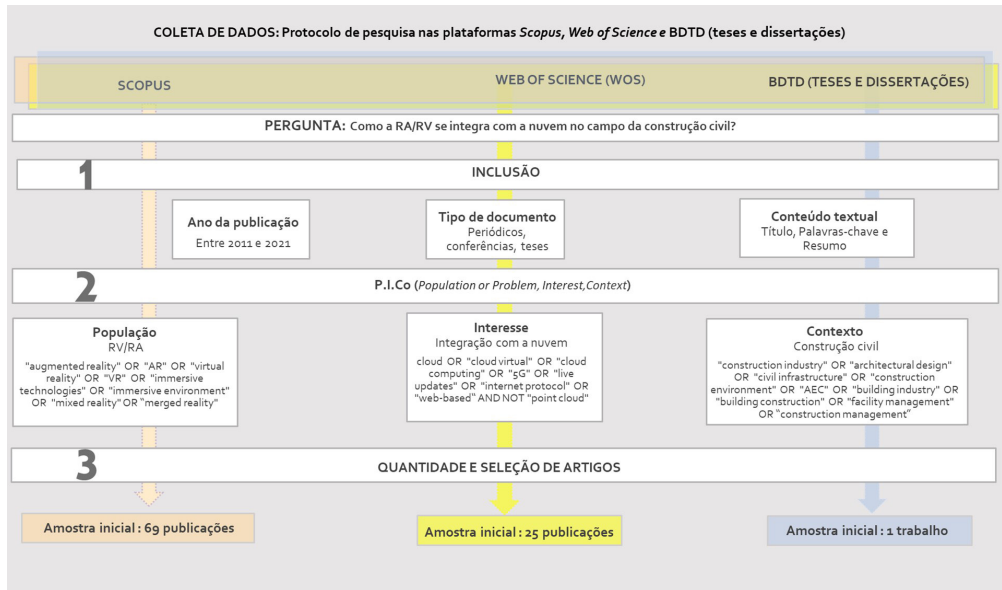 COLETA DE DADOS: Protocolo de pesquisa nas plataformas Scopus, Web of Science e BDTD (teses e dissertações)
SCOPUS
WEB OF SCIENCE (WOS)
BDTD (TESES E DISSERTAÇÕES)
PERGUNTA: Como a RA/RV se integra com a nuvem no campo da construção civil?
1
INCLUSÃO
Ano da publicação
Entre 2011 e 2021
Tipo de documento
Periódicos,
conferências, teses
Conteúdo textual
Título, Palavras-chave e
Resumo
2
P.I.Co (Population or Problem, Interest,Context)
População
RV/RA
"augmented reality" OR "AR" OR "virtual
reality" OR "VR" OR "immersive
technologies" OR "immersive environment"
OR "mixed reality" OR "merged reality"
Interesse
Integração com a nuvem
cloud OR "cloud virtual" OR "cloud
computing" OR "5G" OR "live
updates" OR "internet protocol" OR
"web-based" AND NOT "point cloud"
Contexto
Construção civil
"construction industry" OR "architectural design"
OR "civil infrastructure" OR "construction
environment" OR "AEC" OR "building industry" OR
"building construction" OR "facility management"
OR "construction management"
3
QUANTIDADE E SELEÇÃO DE ARTIGOS
Amostra inicial : 69 publicações
Amostra inicial : 25 publicações
Amostra inicial : 1 trabalho